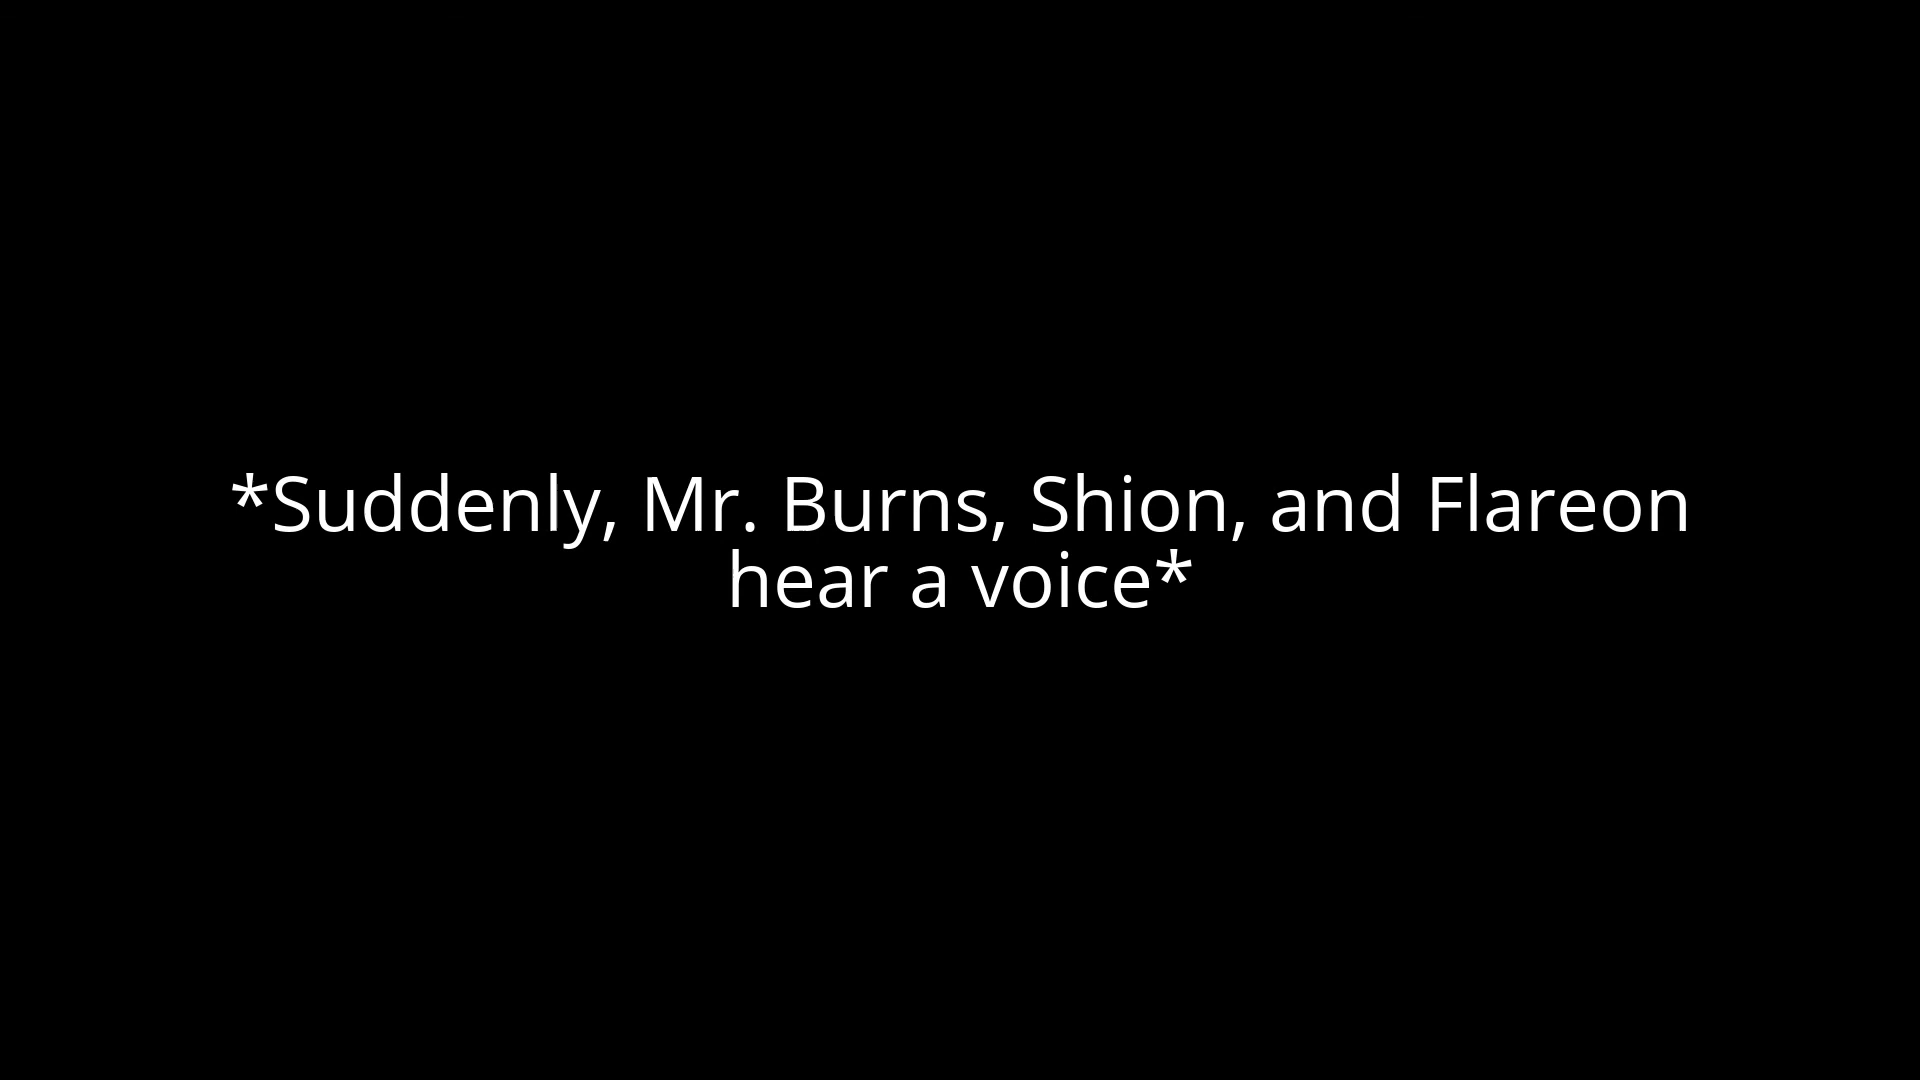 *Suddenly, Mr. Burns, Shion, and Flareon
hear a voice*